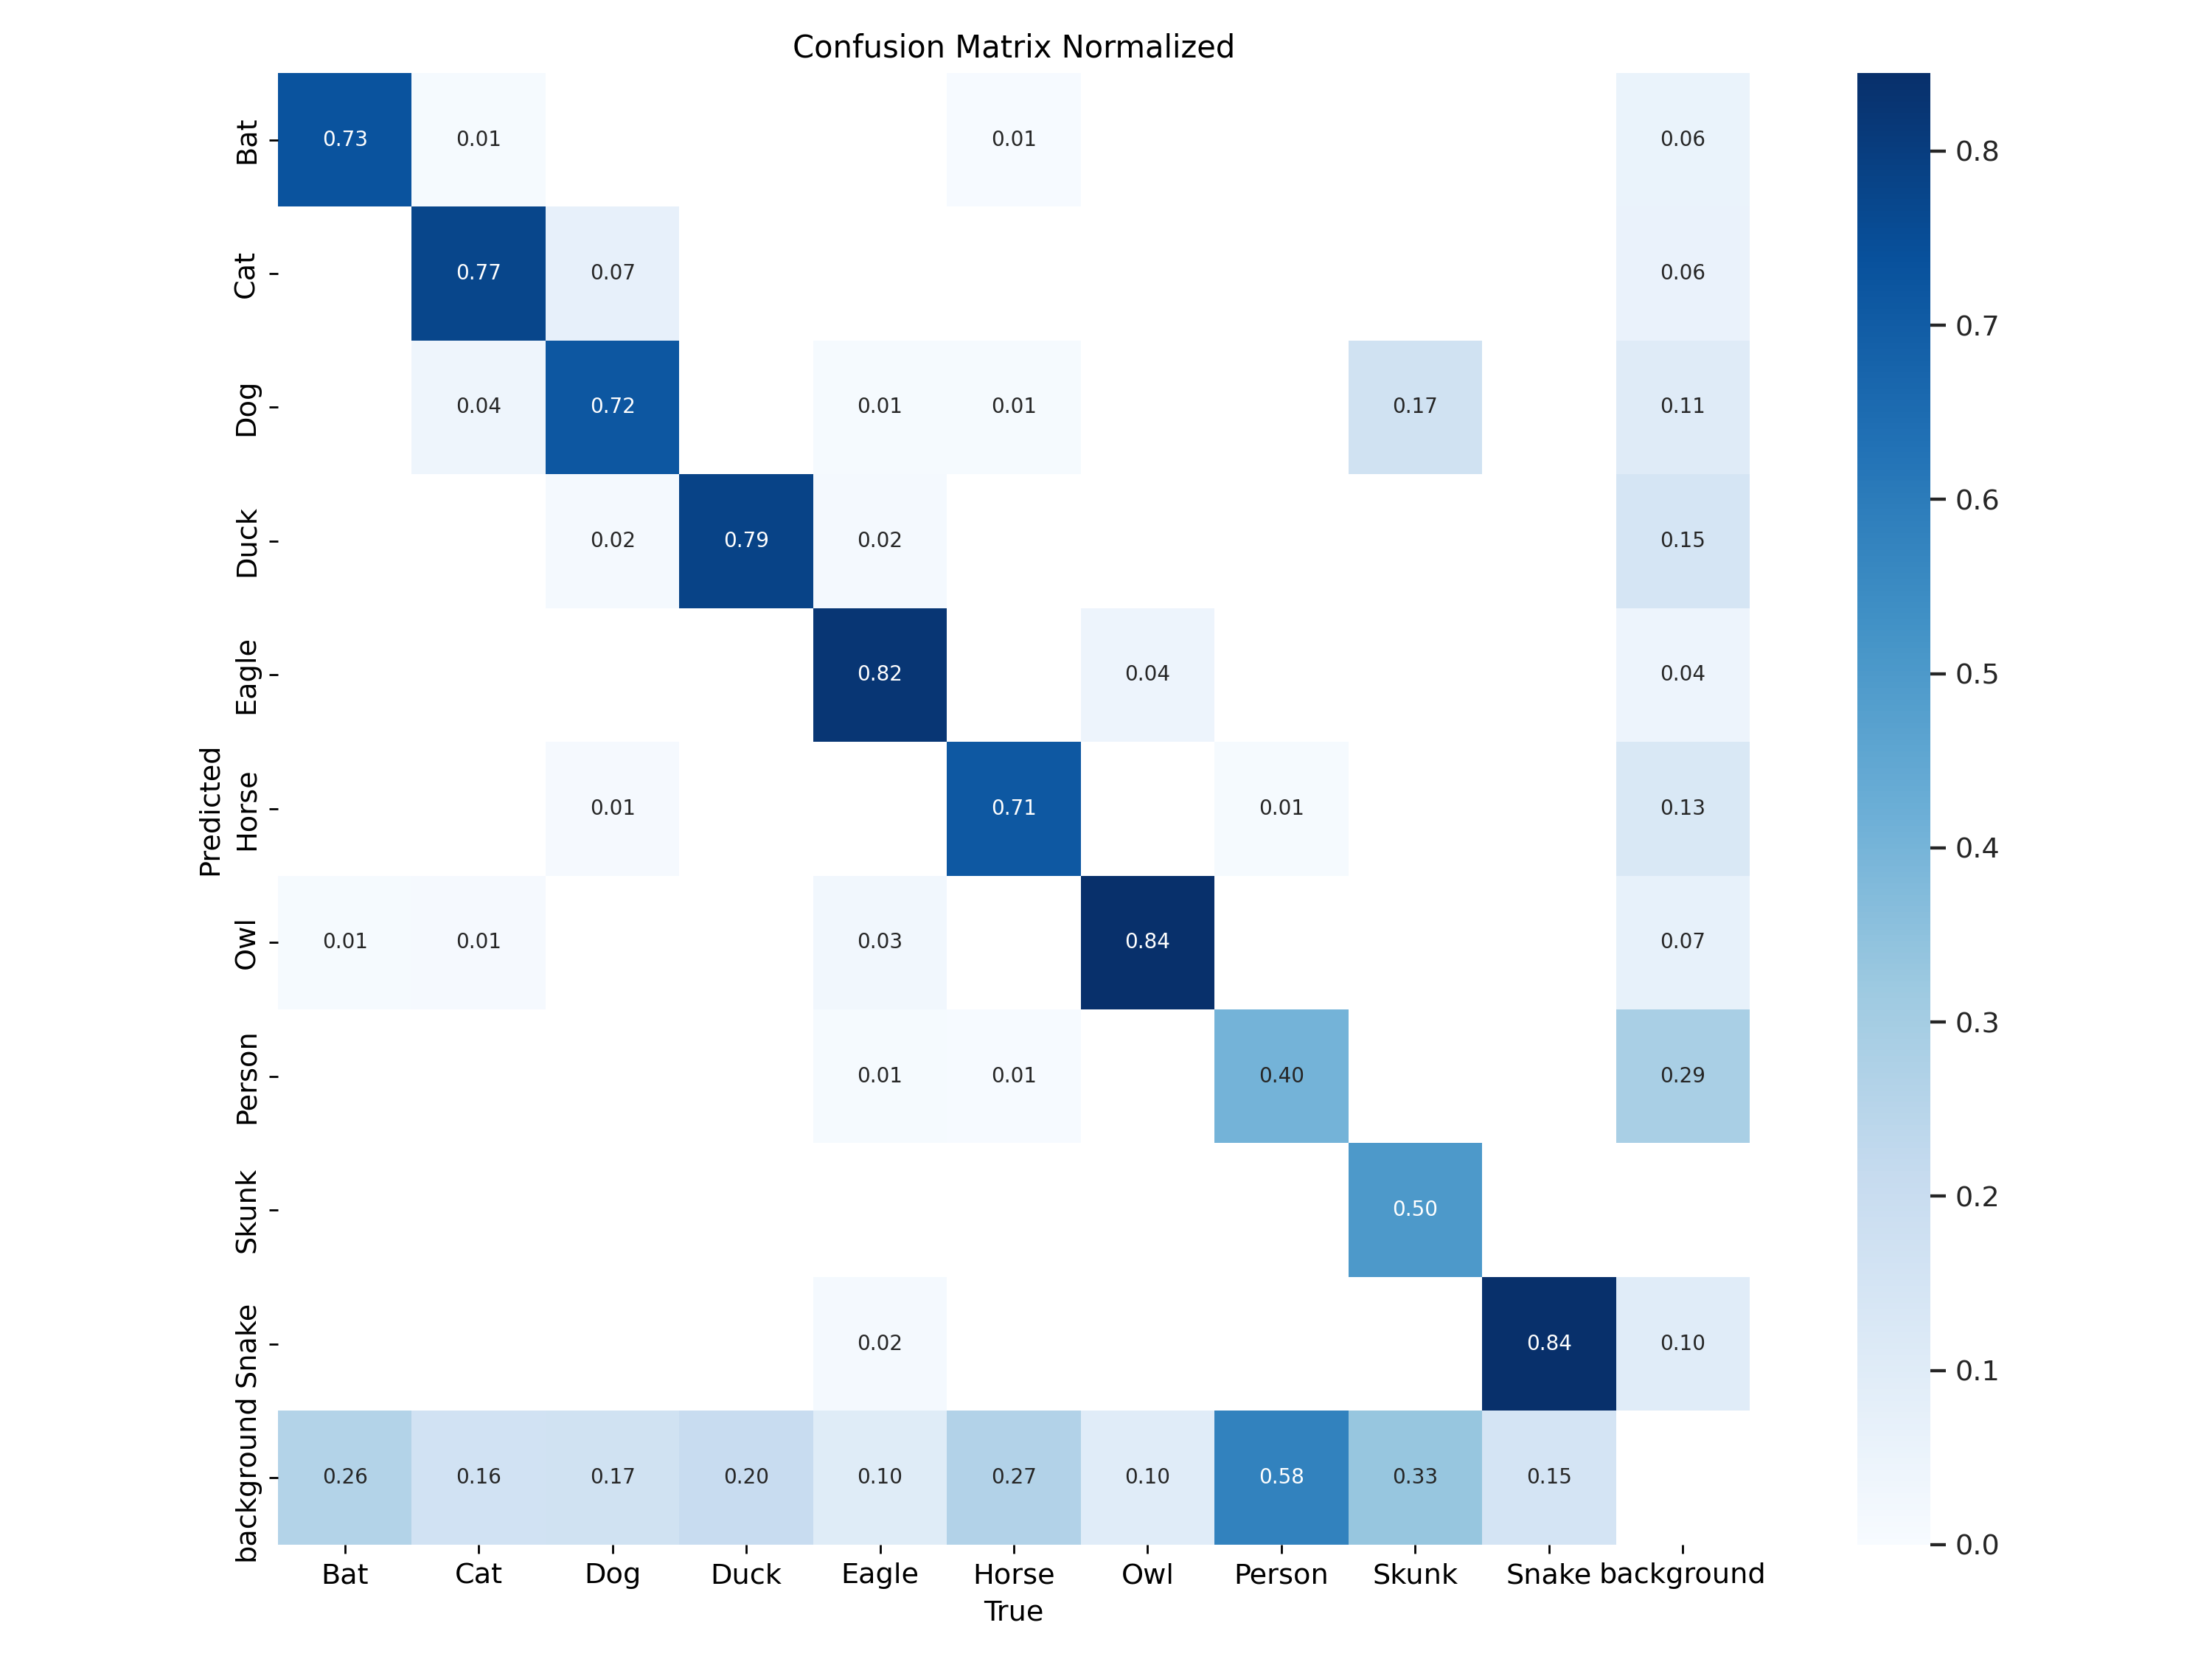 Confusion Matrix Normalized
Bat 0.73 0.01 0.01 0.06
Cat 0.77 0.07 0.06
Dog 0.04 0.72 0.01 0.01 0.17 0.11
Duck 0.02 0.79 0.02 0.15
Eagle 0.82 0.04 0.04
Horse 0.01 0.71 0.01 0.13
Owl 0.01 0.01 0.03 0.84 0.07
Person 0.01 0.01 0.40 0.29
Skunk 0.50
Snake 0.02 0.84 0.10
background 0.26 0.16 0.17 0.20 0.10 0.27 0.10 0.58 0.33 0.15
Predicted
Bat Cat Dog Duck Eagle Horse Owl Person Skunk Snake background
True
0.8
0.7
0.6
0.5
0.4
0.3
0.2
0.1
0.0